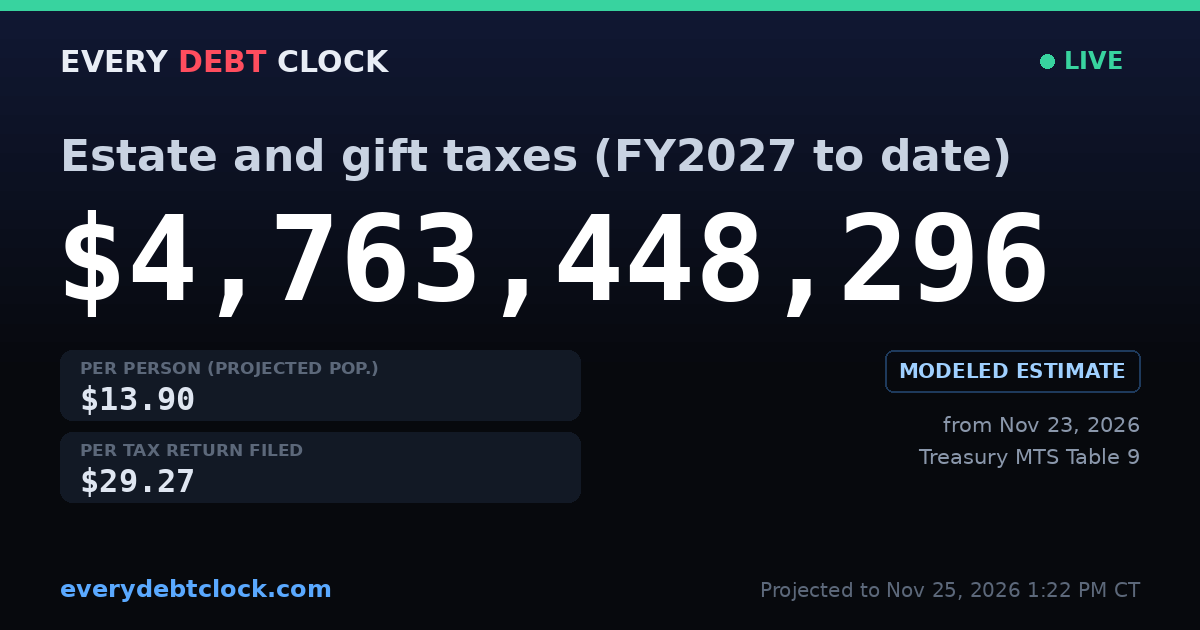 EVERY DEBT CLOCK
LIVE
Estate and gift taxes (FY2027 to date)
$4,763,448,296
PER PERSON (PROJECTED POP.)
$13.90
PER TAX RETURN FILED
$29.27
MODELED ESTIMATE
from Nov 23, 2026
Treasury MTS Table 9
everydebtclock.com
Projected to Nov 25, 2026 1:22 PM CT